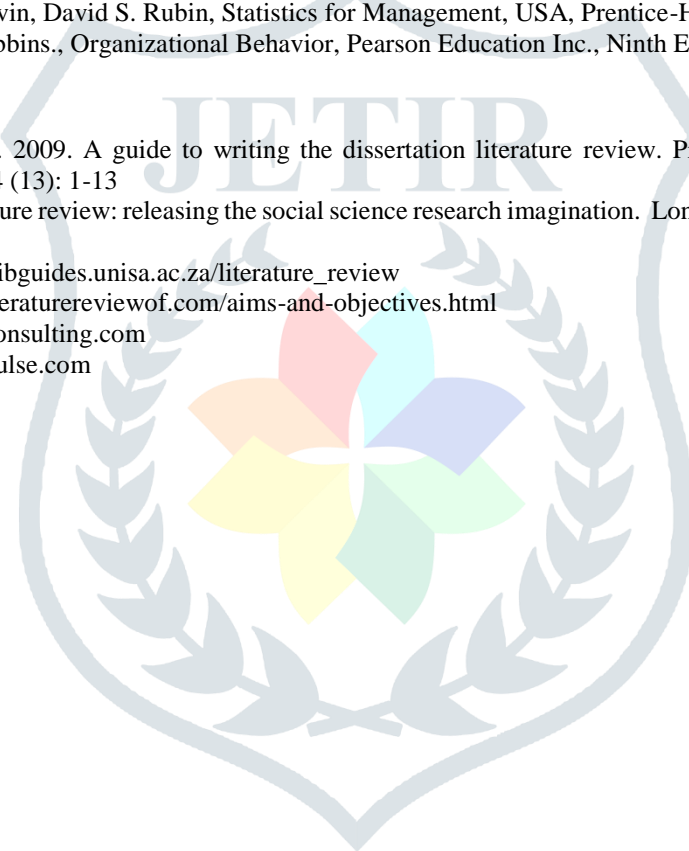 vin, David S. Rubin, Statistics for Management, USA, Prentice-H
bbins., Organizational Behavior, Pearson Education Inc., Ninth E
JETIR
. 2009. A guide to writing the dissertation literature review. P
4 (13): 1-13
ure review: releasing the social science research imagination. Lon
ibguides.unisa.ac.za/literature_review
eraturereviewof.com/aims-and-objectives.html
onsulting.com
ulse.com